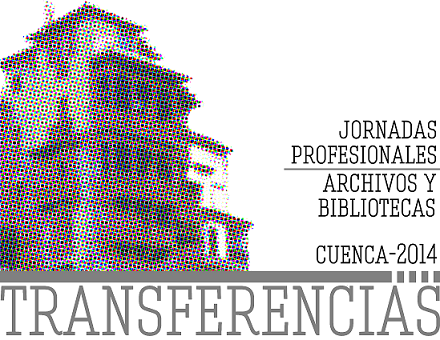 JORNADAS
PROFESIONALES
ARCHIVOS Y
BIBLIOTECAS
CUENCA-2014
TRANSFERENCIAS